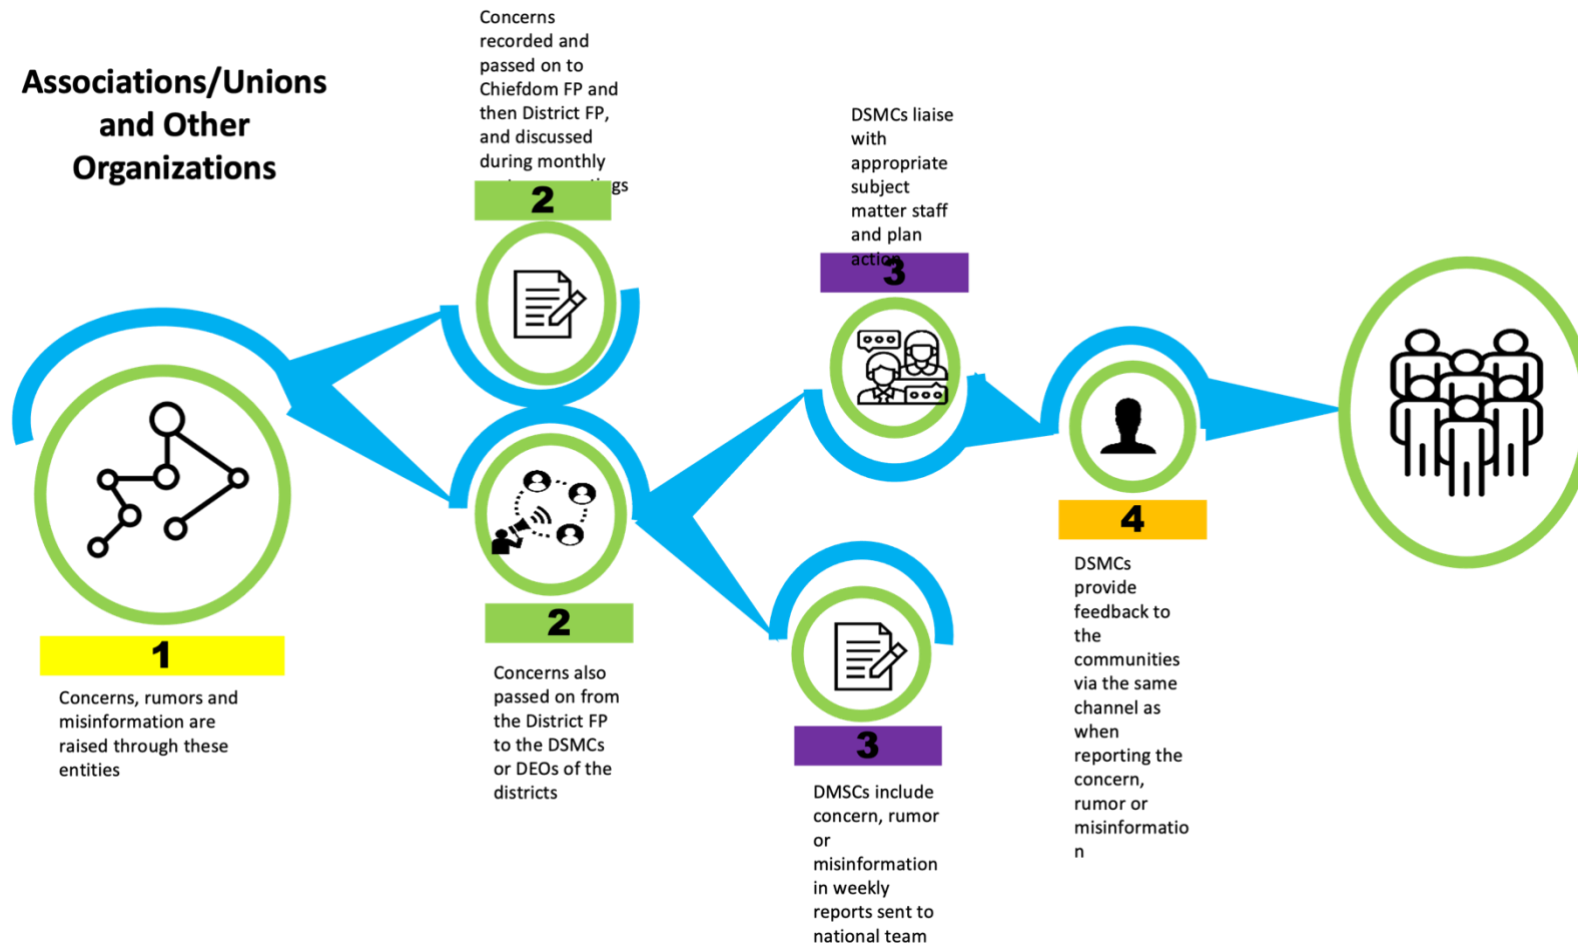 Associations/Unions
and Other
Organizations
1
Concerns, rumors and
misinformation are
raised through these
entities
Concerns
recorded and
passed on to
Chiefdom FP and
then District FP,
and discussed
during monthly
2
2
Concerns also
passed on from
the District FP
to the DSMCs
or DEOs of the
districts
DSMCs liaise
with
appropriate
subject
matter staff
and plan
action
3
3
DMSCs include
concern, rumor
or
misinformation
in weekly
reports sent to
national team
4
DSMCs
provide
feedback to
the
communities
via the same
channel as
when
reporting the
concern,
rumor or
misinformatio
n